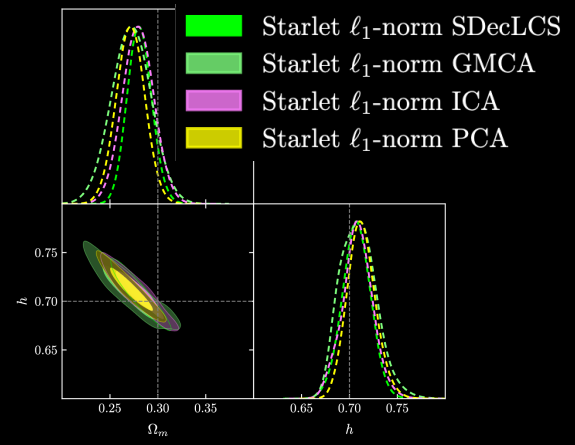 Starlet ℓ₁-norm SDecLCS
Starlet ℓ₁-norm GMCA
Starlet ℓ₁-norm ICA
Starlet ℓ₁-norm PCA
0.75
0.70
0.65
h
0.25 0.30 0.35
Ωₘ
0.65 0.70 0.75
h